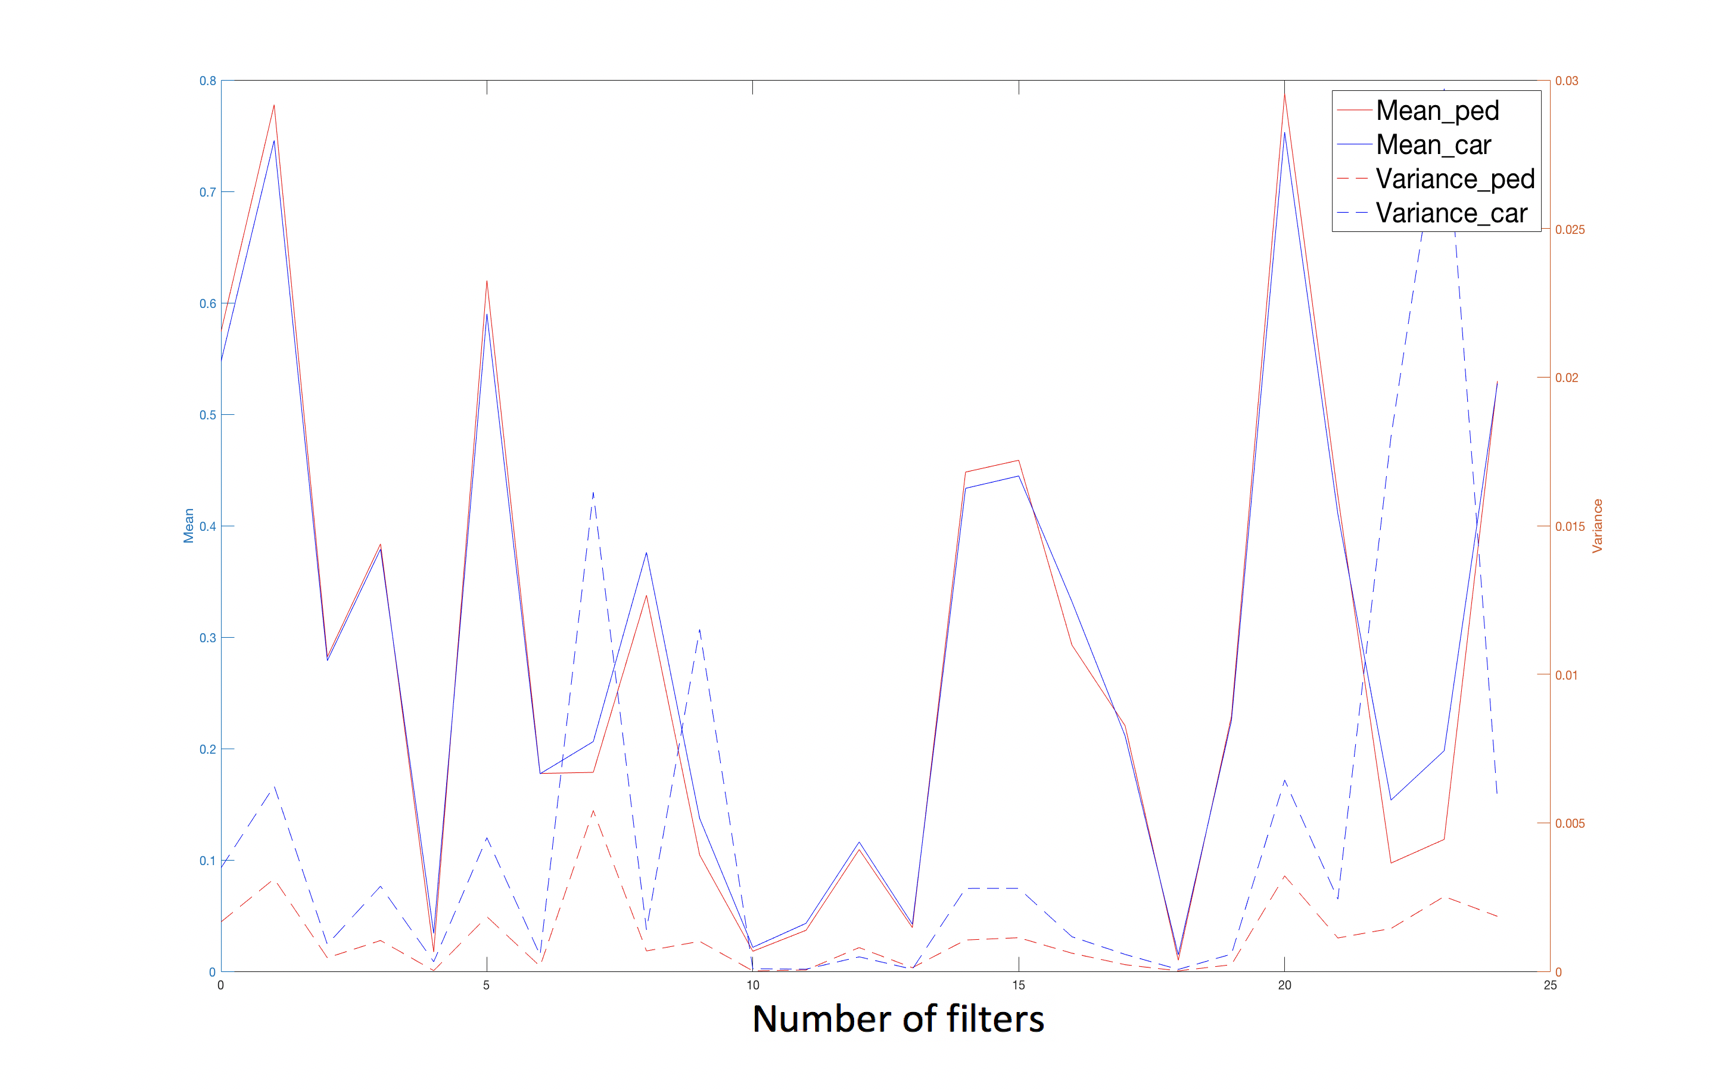 0.8
0.7
0.6
0.5
0.4
0.3
0.2
0.1
0
Mean
0.03
0.025
0.02
0.015
0.01
0.005
0
Variance
Mean_ped
Mean_car
Variance_ped
Variance_car
0 5 10 15 20 25
Number of filters